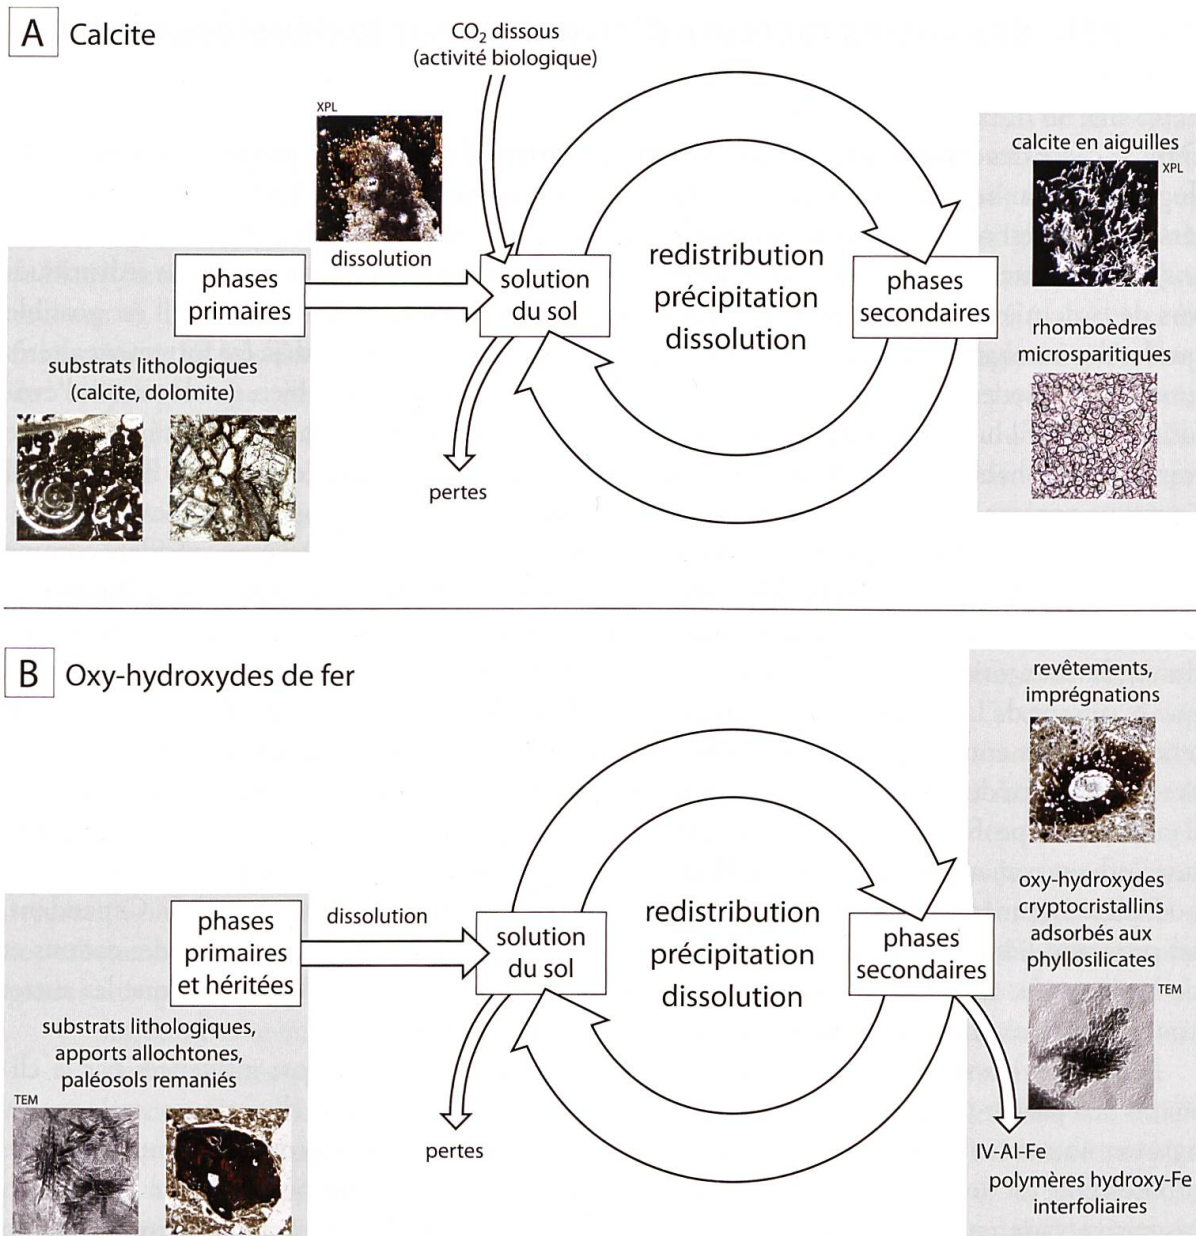 A Calcite
CO₂ dissous
(activité biologique)
XPL
dissolution
phases
primaires
substrats lithologiques
(calcite, dolomite)
solution
du sol
pertes
redistribution
précipitation
dissolution
phases
secondaires
calcite en aiguilles
XPL
rhomboèdres
microsparitiques
B Oxy-hydroxydes de fer
phases
primaires
et héritées
dissolution
substrats lithologiques,
apports allochtones,
paléosols remaniés
TEM
solution
du sol
pertes
redistribution
précipitation
dissolution
phases
secondaires
revêtements,
imprégnations
oxy-hydroxydes
cryptocristallins
adsorbés aux
phyllosilicates
TEM
IV-Al-Fe
polymères hydroxy-Fe
interfoliaires